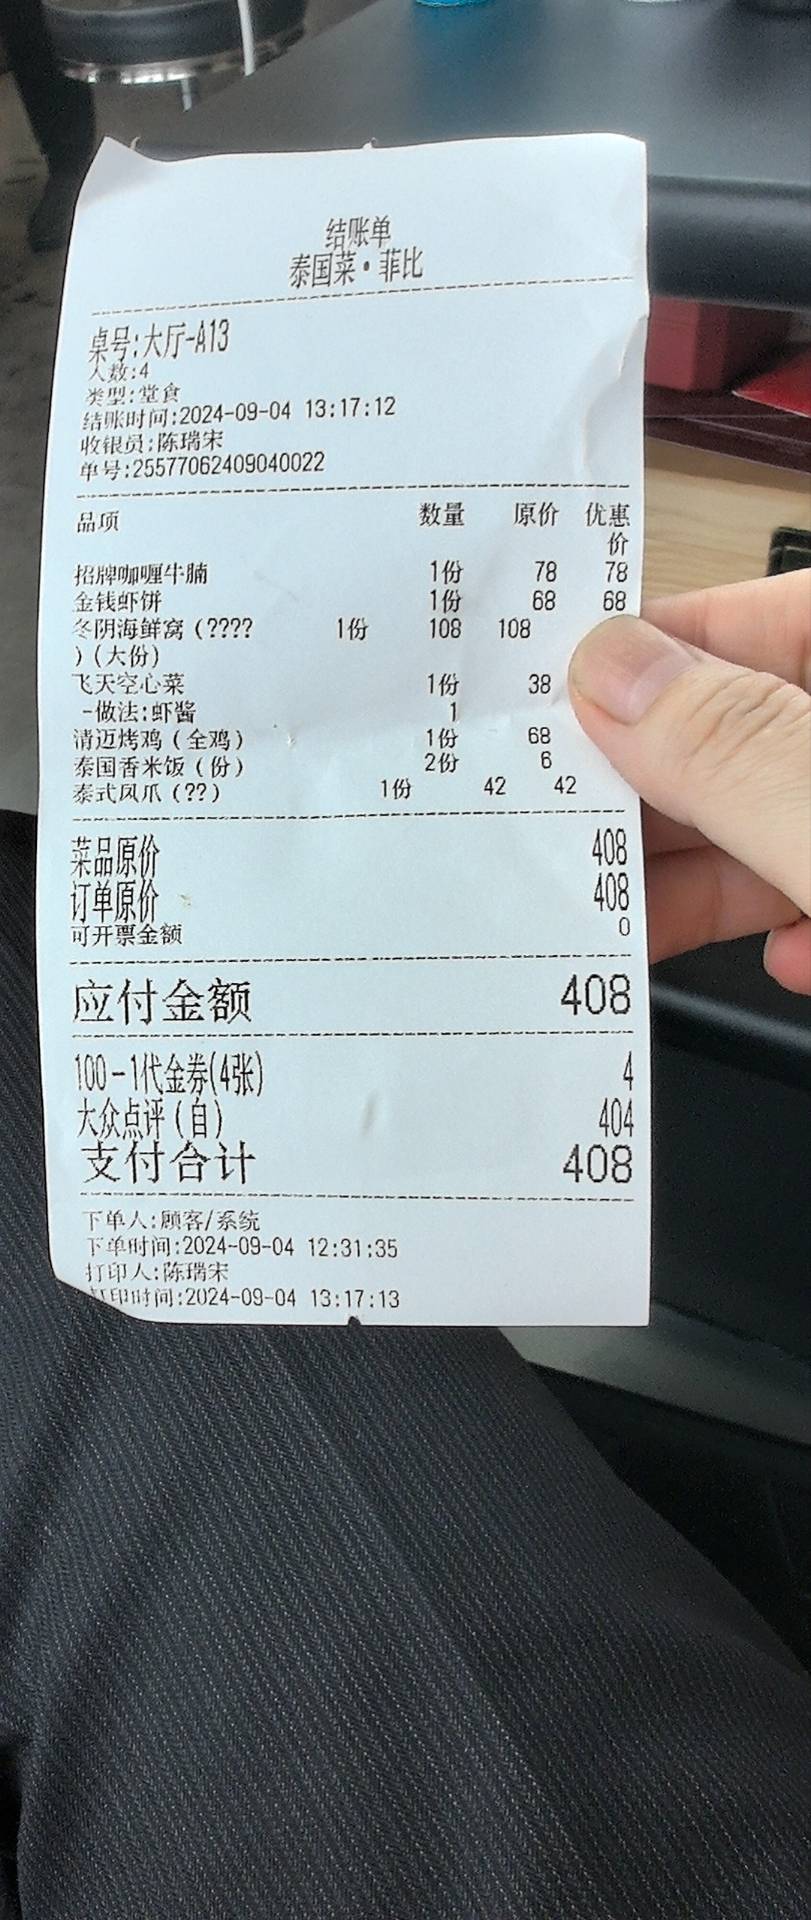 结账单
泰国菜·菲比
桌号:大厅-A13
人数:4
类型:堂食
结账时间:2024-09-04 13:17:12
收银员:陈瑞宋
单号:25577062409040022
品项 数量 原价 优惠
价
招牌咖喱牛腩 1份 78 78
金钱虾饼 1份 68 68
冬阴海鲜窝(???? 1份 108 108
)(大份)
飞天空心菜 1份 38
-做法:虾酱 1
清迈烤鸡(全鸡) 1份 68
泰国香米饭(份) 2份 6
泰式凤爪(??) 1份 42 42
菜品原价 408
订单原价 408
可开票金额 0
应付金额 408
100-1代金券(4张) 4
大众点评(自) 404
支付合计 408
下单人:顾客/系统
下单时间:2024-09-04 12:31:35
打印人:陈瑞宋
打印时间:2024-09-04 13:17:13